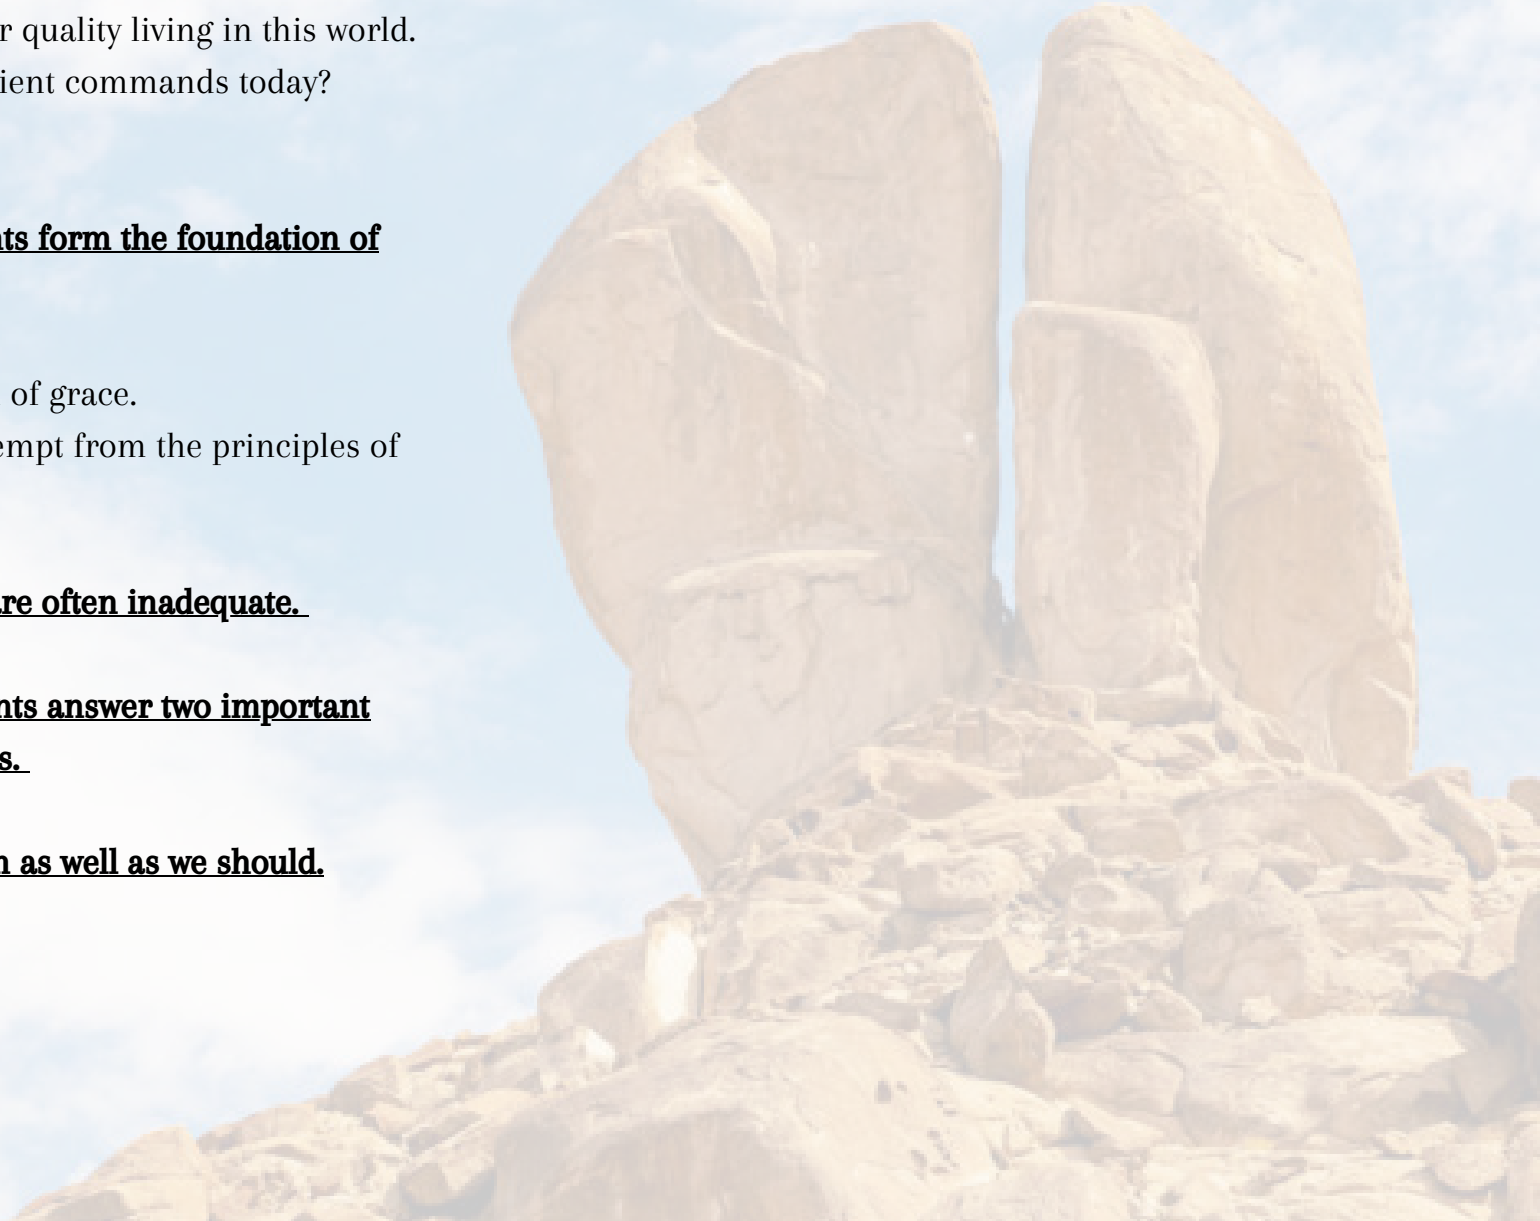 r quality living in this world.
ient commands today?
ts form the foundation of
of grace.
empt from the principles of
re often inadequate.
nts answer two important
s.
as well as we should.